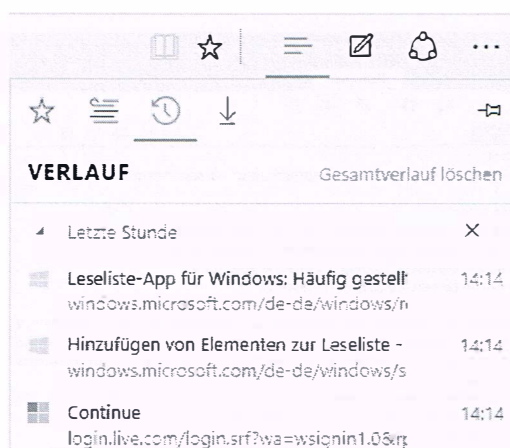 VERLAUF Gesamtverlauf löschen
Letzte Stunde
Leseliste-App für Windows: Häufig gestellt 14:14
windows.microsoft.com/de-de/windows/r
Hinzufügen von Elementen zur Leseliste - 14:14
windows.microsoft.com/de-de/windows/s
Continue 14:14
login.live.com/login.srf?wa=wsignin1.0&rp